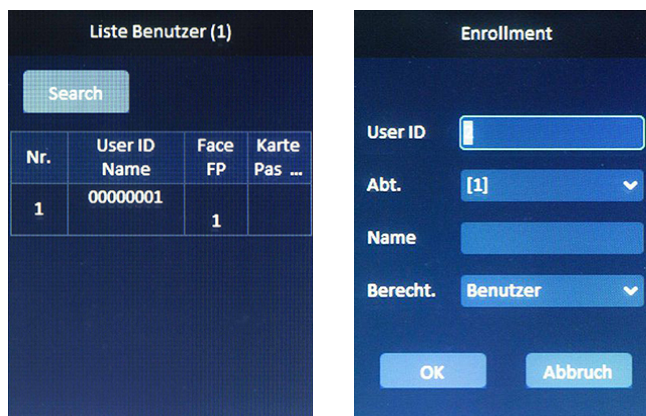 Liste Benutzer (1)
Search
Nr. User ID Name Face FP Karte Pas ...
1 00000001 1
Enrollment
User ID
Abt. [1]
Name
Berecht. Benutzer
OK Abbruch